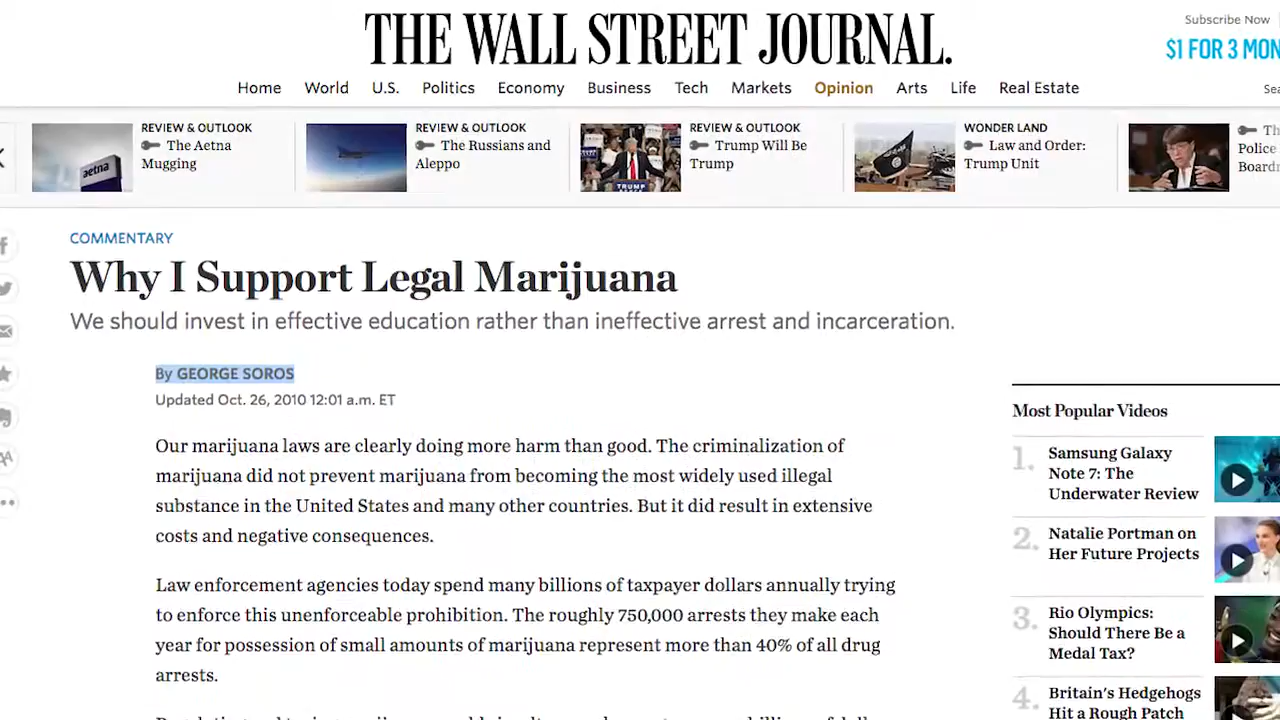 THE WALL STREET JOURNAL.
Subscribe Now
$1 FOR 3 MON
Home World U.S. Politics Economy Business Tech Markets Opinion Arts Life Real Estate
REVIEW & OUTLOOK
The Aetna
Mugging
aetna
REVIEW & OUTLOOK
The Russians and
Aleppo
REVIEW & OUTLOOK
Trump Will Be
Trump
TRUMP
WONDER LAND
Law and Order:
Trump Unit
Police
COMMENTARY
Why I Support Legal Marijuana
We should invest in effective education rather than ineffective arrest and incarceration.
By GEORGE SOROS
Updated Oct. 26, 2010 12:01 a.m. ET
Our marijuana laws are clearly doing more harm than good. The criminalization of
marijuana did not prevent marijuana from becoming the most widely used illegal
substance in the United States and many other countries. But it did result in extensive
costs and negative consequences.
Law enforcement agencies today spend many billions of taxpayer dollars annually trying
to enforce this unenforceable prohibition. The roughly 750,000 arrests they make each
year for possession of small amounts of marijuana represent more than 40% of all drug
arrests.
Most Popular Videos
1. Samsung Galaxy
Note 7: The
Underwater Review
2. Natalie Portman on
Her Future Projects
3. Rio Olympics:
Should There Be a
Medal Tax?
4. Britain's Hedgehogs
Hit a Rough Patch